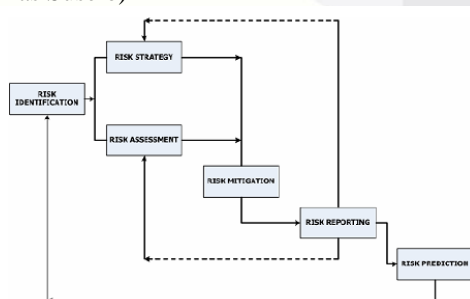 RISK STRATEGY
RISK
IDENTIFICATION
RISK ASSESSMENT
RISK MITIGATION
RISK REPORTING
RISK PREDICTION